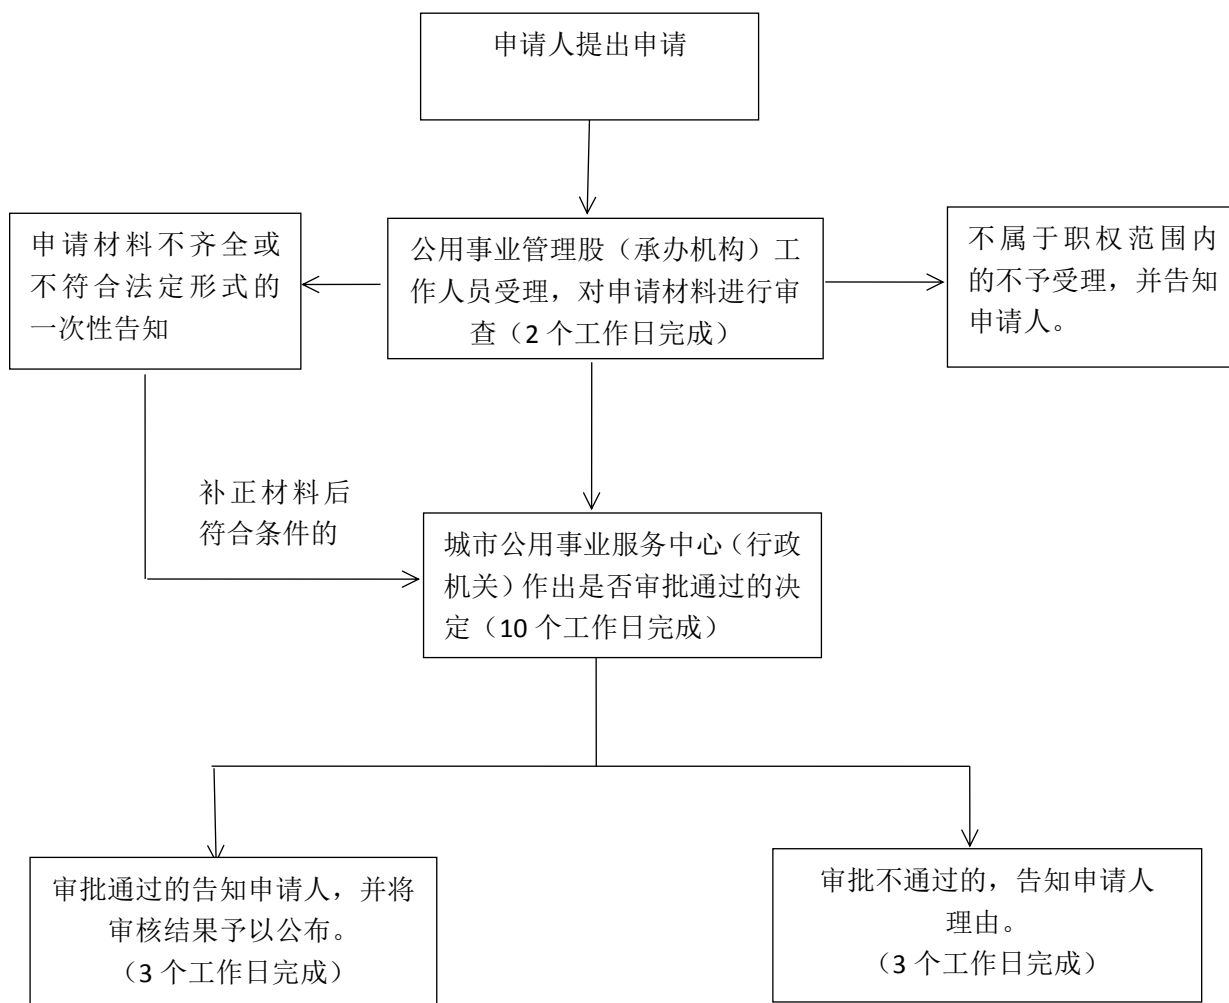 申请人提出申请
申请材料不齐全或
不符合法定形式的
一次性告知
公用事业管理股（承办机构）工
作人员受理，对申请材料进行审
查（2 个工作日完成）
不属于职权范围内
的不予受理，并告知
申请人。
补正材料后
符合条件的
城市公用事业服务中心（行政
机关）作出是否审批通过的决
定（10 个工作日完成）
审批通过的告知申请人，并将
审核结果予以公布。
（3 个工作日完成）
审批不通过的，告知申请人
理由。
（3 个工作日完成）